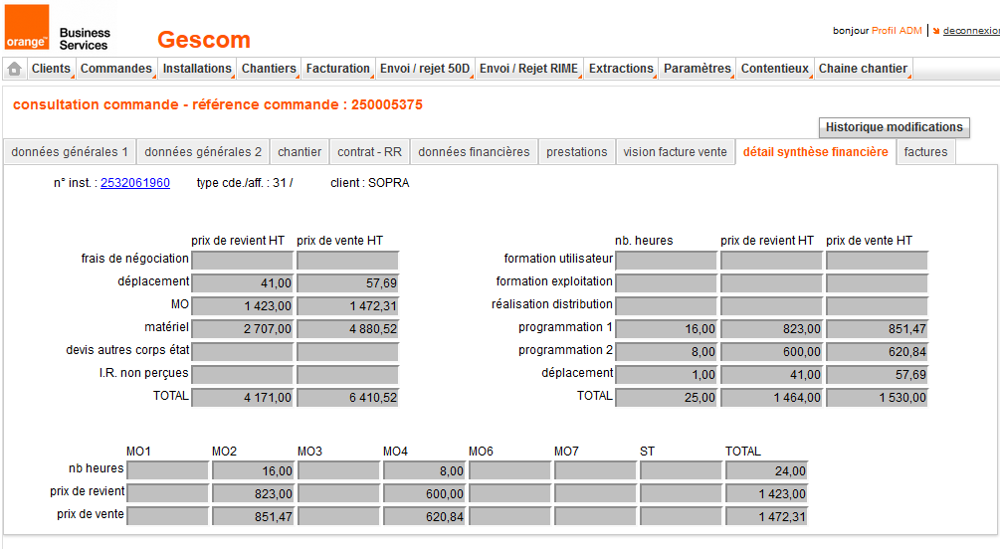 orange™ Business Services
Gescom
bonjour Profil ADM | deconnexion
Clients Commandes Installations Chantiers Facturation Envoi / rejet 50D Envoi / Rejet RIME Extractions Paramètres Contentieux Chaine chantier
consultation commande - référence commande : 250005375
Historique modifications
données générales 1 données générales 2 chantier contrat - RR données financières prestations vision facture vente détail synthèse financière factures
n° inst. : 2532061960 type cde./aff. : 31 / client : SOPRA
prix de revient HT prix de vente HT
frais de négociation
déplacement 41,00 57,69
MO 1 423,00 1 472,31
matériel 2 707,00 4 880,52
devis autres corps état
I.R. non perçues
TOTAL 4 171,00 6 410,52
nb. heures prix de revient HT prix de vente HT
formation utilisateur
formation exploitation
réalisation distribution
programmation 1 16,00 823,00 851,47
programmation 2 8,00 600,00 620,84
déplacement 1,00 41,00 57,69
TOTAL 25,00 1 464,00 1 530,00
MO1 MO2 MO3 MO4 MO6 MO7 ST TOTAL
nb heures 16,00 8,00 24,00
prix de revient 823,00 600,00 1 423,00
prix de vente 851,47 620,84 1 472,31